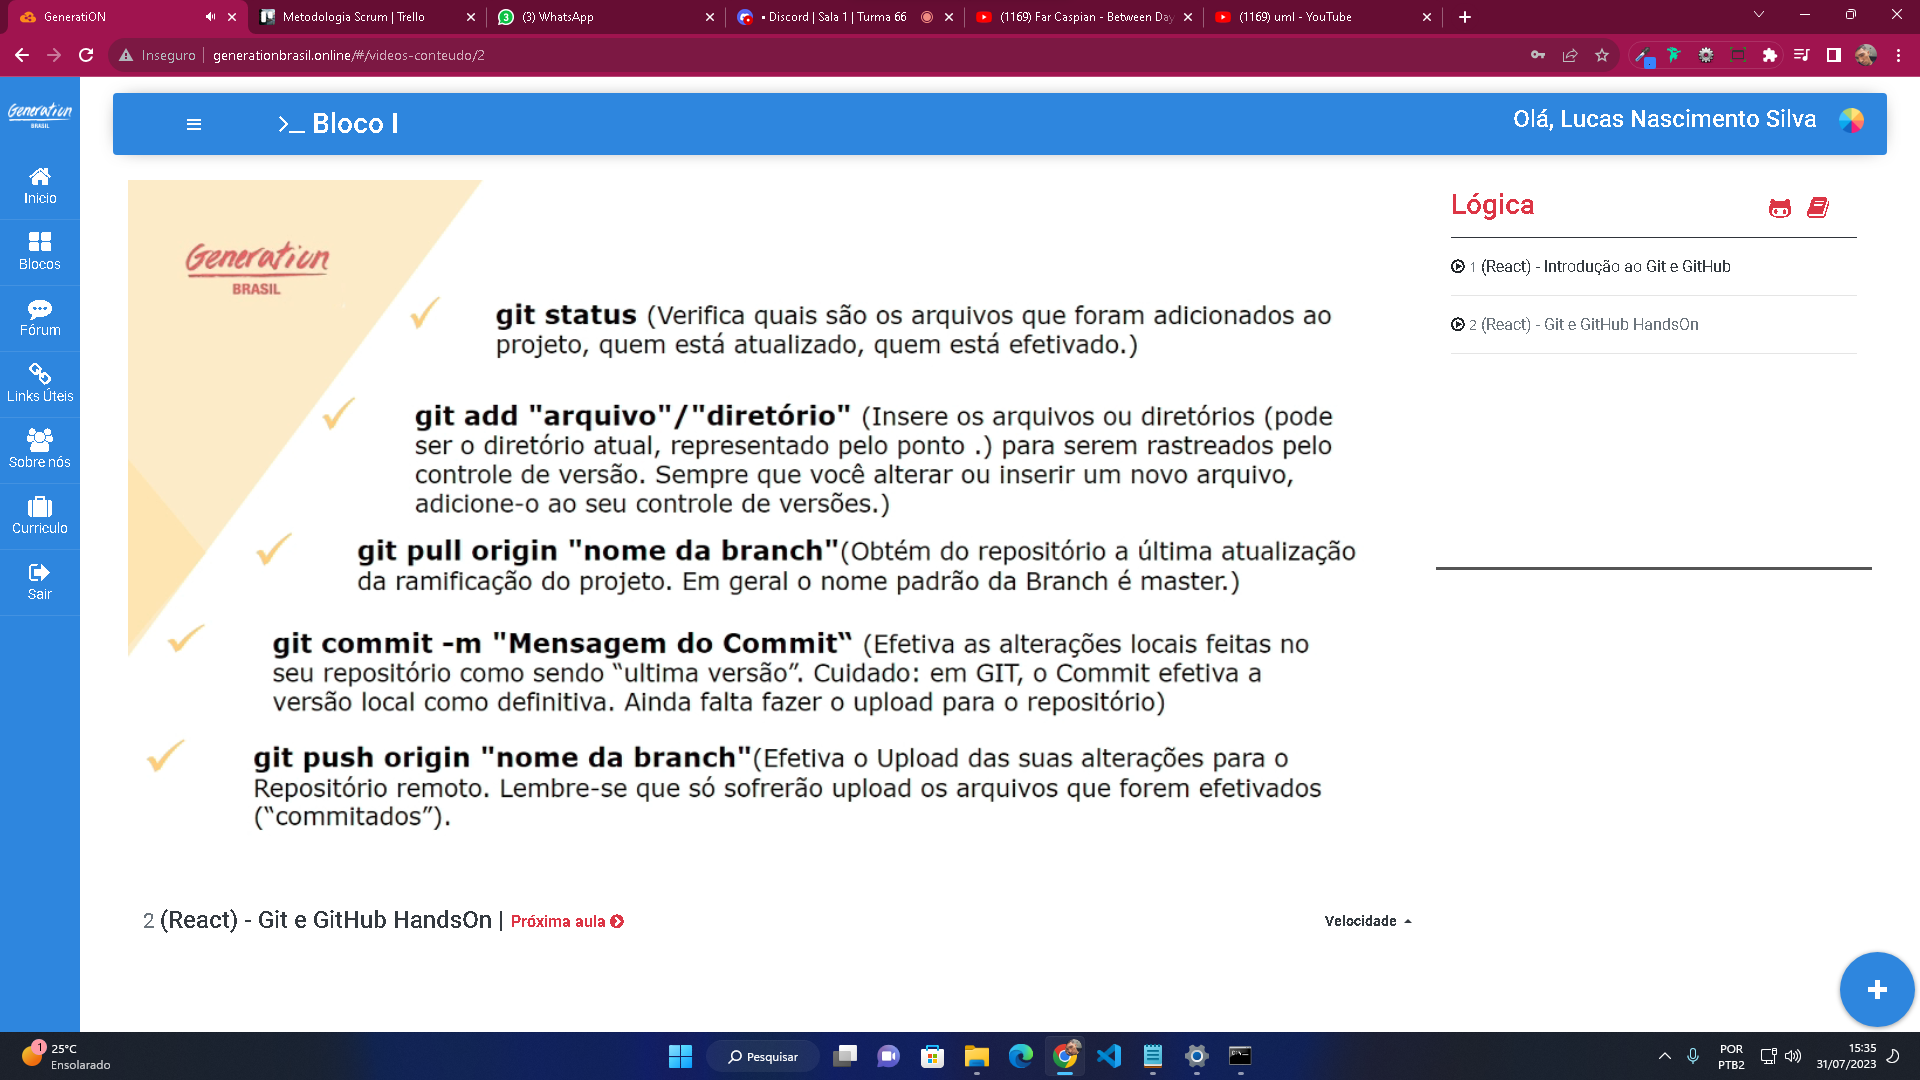 GeneratiON
Metodologia Scrum | Trello
(3) WhatsApp
• Discord | Sala 1 | Turma 66
(1169) Far Caspian - Between Day
(1169) uml - YouTube
Inseguro
generationbrasil.online/#/videos-conteudo/2
Generation
BRASIL
>_ Bloco I
Olá, Lucas Nascimento Silva
Inicio
Blocos
Fórum
Links Úteis
Sobre nós
Curriculo
Sair
Generation
BRASIL
git status (Verifica quais são os arquivos que foram adicionados ao
projeto, quem está atualizado, quem está efetivado.)
git add "arquivo"/"diretório" (Insere os arquivos ou diretórios (pode
ser o diretório atual, representado pelo ponto .) para serem rastreados pelo
controle de versão. Sempre que você alterar ou inserir um novo arquivo,
adicione-o ao seu controle de versões.)
git pull origin "nome da branch"(Obtém do repositório a última atualização
da ramificação do projeto. Em geral o nome padrão da Branch é master.)
git commit -m "Mensagem do Commit“ (Efetiva as alterações locais feitas no
seu repositório como sendo “ultima versão”. Cuidado: em GIT, o Commit efetiva a
versão local como definitiva. Ainda falta fazer o upload para o repositório)
git push origin "nome da branch"(Efetiva o Upload das suas alterações para o
Repositório remoto. Lembre-se que só sofrerão upload os arquivos que forem efetivados
(“commitados”).
Lógica
1 (React) - Introdução ao Git e GitHub
2 (React) - Git e GitHub HandsOn
2 (React) - Git e GitHub HandsOn | Próxima aula
Velocidade
+
1
25°C
Ensolarado
Pesquisar
POR
PTB2
15:35
31/07/2023